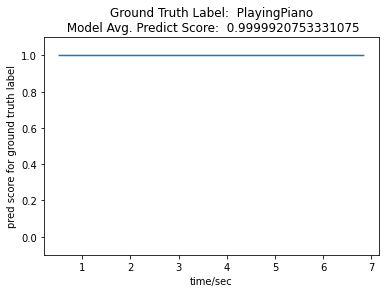 Ground Truth Label:  PlayingPiano
Model Avg. Predict Score:  0.9999920753331075
1.0
0.8
0.6
0.4
0.2
0.0
pred score for ground truth label
1 2 3 4 5 6 7
time/sec